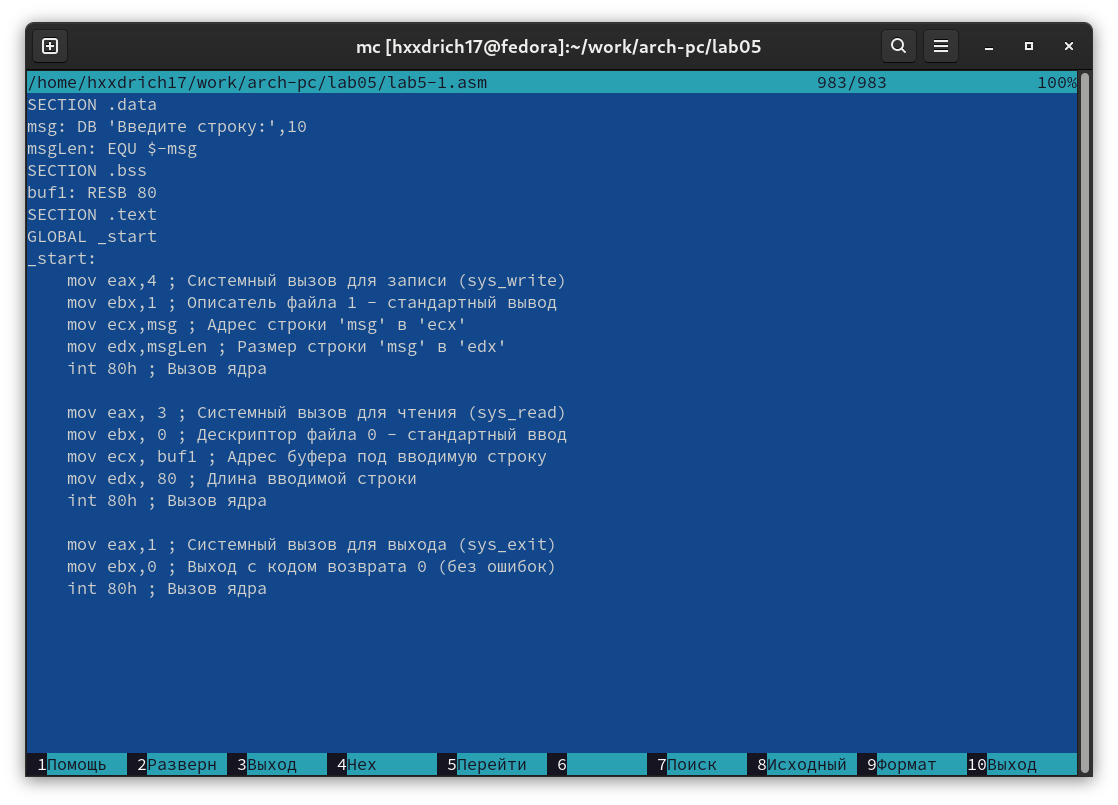 mc [hxxdrich17@fedora]:~/work/arch-pc/lab05
/home/hxxdrich17/work/arch-pc/lab05/lab5-1.asm 983/983 100%
SECTION .data
msg: DB 'Введите строку:',10
msgLen: EQU $-msg
SECTION .bss
buf1: RESB 80
SECTION .text
GLOBAL _start
_start:
    mov eax,4 ; Системный вызов для записи (sys_write)
    mov ebx,1 ; Описатель файла 1 - стандартный вывод
    mov ecx,msg ; Адрес строки 'msg' в 'ecx'
    mov edx,msgLen ; Размер строки 'msg' в 'edx'
    int 80h ; Вызов ядра
    mov eax, 3 ; Системный вызов для чтения (sys_read)
    mov ebx, 0 ; Дескриптор файла 0 - стандартный ввод
    mov ecx, buf1 ; Адрес буфера под вводимую строку
    mov edx, 80 ; Длина вводимой строки
    int 80h ; Вызов ядра
    mov eax,1 ; Системный вызов для выхода (sys_exit)
    mov ebx,0 ; Выход с кодом возврата 0 (без ошибок)
    int 80h ; Вызов ядра
1Помощь 2Разверн 3Выход 4Hex 5Перейти 6 7Поиск 8Исходный 9Формат 10Выход